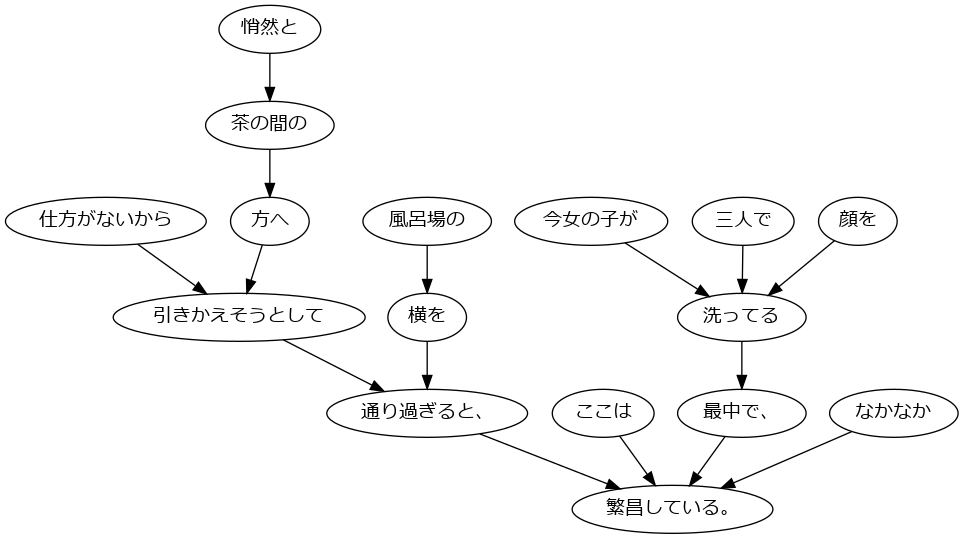 悄然と
茶の間の
仕方がないから
方へ
風呂場の
今女の子が
三人で
顔を
引きかえそうとして
横を
洗ってる
通り過ぎると、
ここは
最中で、
なかなか
繁昌している。